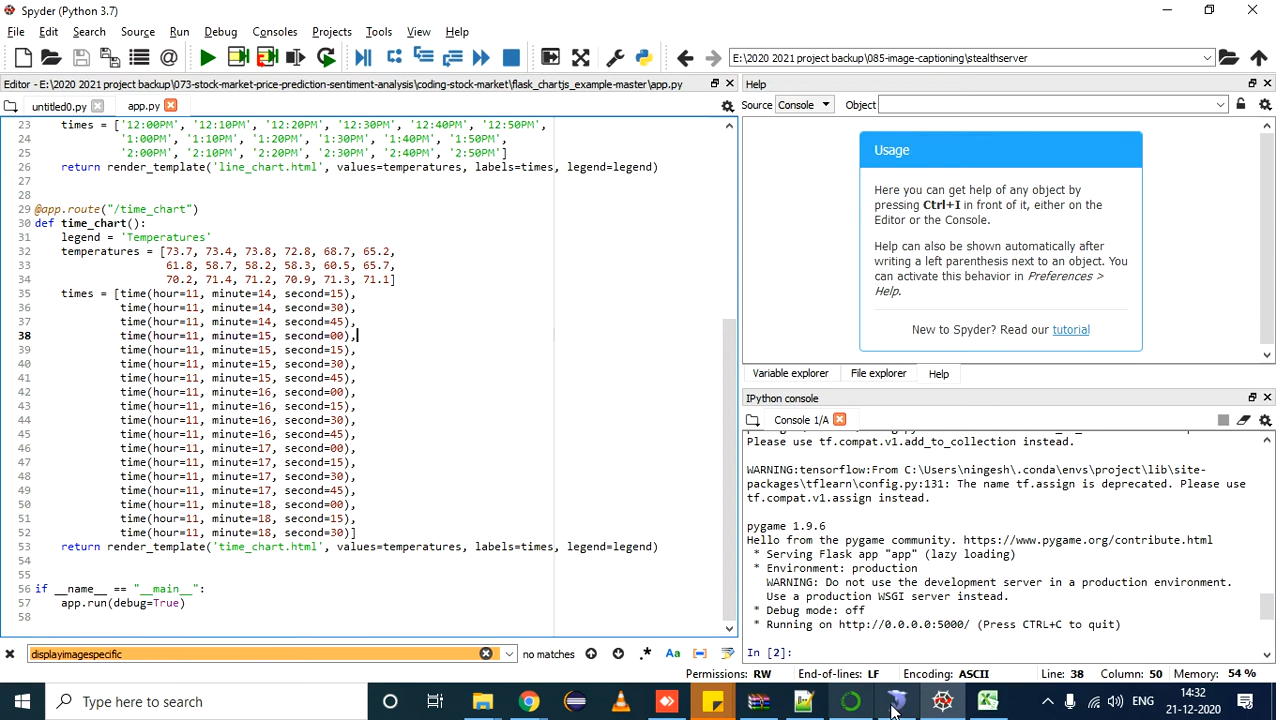 Spyder (Python 3.7)
File Edit Search Source Run Debug Consoles Projects Tools View Help
E:\2020 2021 project backup\085-image-captioning\stealthserver
Editor - E:\2020 2021 project backup\073-stock-market-price-prediction-sentiment-analysis\coding-stock-market\flask_chartjs_example-master\app.py
untitled0.py app.py
23 times = ['12:00PM', '12:10PM', '12:20PM', '12:30PM', '12:40PM', '12:50PM',
24 '1:00PM', '1:10PM', '1:20PM', '1:30PM', '1:40PM', '1:50PM',
25 '2:00PM', '2:10PM', '2:20PM', '2:30PM', '2:40PM', '2:50PM']
26 return render_template('line_chart.html', values=temperatures, labels=times, legend=legend)
27
28
29 @app.route("/time_chart")
30 def time_chart():
31 legend = 'Temperatures'
32 temperatures = [73.7, 73.4, 73.8, 72.8, 68.7, 65.2,
33 61.8, 58.7, 58.2, 58.3, 60.5, 65.7,
34 70.2, 71.4, 71.2, 70.9, 71.3, 71.1]
35 times = [time(hour=11, minute=14, second=15),
36 time(hour=11, minute=14, second=30),
37 time(hour=11, minute=14, second=45),
38 time(hour=11, minute=15, second=00),
39 time(hour=11, minute=15, second=15),
40 time(hour=11, minute=15, second=30),
41 time(hour=11, minute=15, second=45),
42 time(hour=11, minute=16, second=00),
43 time(hour=11, minute=16, second=15),
44 time(hour=11, minute=16, second=30),
45 time(hour=11, minute=16, second=45),
46 time(hour=11, minute=17, second=00),
47 time(hour=11, minute=17, second=15),
48 time(hour=11, minute=17, second=30),
49 time(hour=11, minute=17, second=45),
50 time(hour=11, minute=18, second=00),
51 time(hour=11, minute=18, second=15),
52 time(hour=11, minute=18, second=30)]
53 return render_template('time_chart.html', values=temperatures, labels=times, legend=legend)
54
55
56 if __name__ == "__main__":
57 app.run(debug=True)
58
displayimagespecific no matches .* Aa
Help
Source Console Object
Usage
Here you can get help of any object by
pressing Ctrl+I in front of it, either on the
Editor or the Console.
Help can also be shown automatically after
writing a left parenthesis next to an object. You
can activate this behavior in Preferences >
Help.
New to Spyder? Read our tutorial
Variable explorer File explorer Help
IPython console
Console 1/A
Please use tf.compat.v1.add_to_collection instead.
WARNING:tensorflow:From C:\Users\ningesh\.conda\envs\project\lib\site-
packages\tflearn\config.py:131: The name tf.assign is deprecated. Please use
tf.compat.v1.assign instead.
pygame 1.9.6
Hello from the pygame community. https://www.pygame.org/contribute.html
* Serving Flask app "app" (lazy loading)
* Environment: production
WARNING: Do not use the development server in a production environment.
Use a production WSGI server instead.
* Debug mode: off
* Running on http://0.0.0.0:5000/ (Press CTRL+C to quit)
In [2]:
Permissions: RW End-of-lines: LF Encoding: ASCII Line: 38 Column: 50 Memory: 54 %
Type here to search
ENG
14:32
21-12-2020